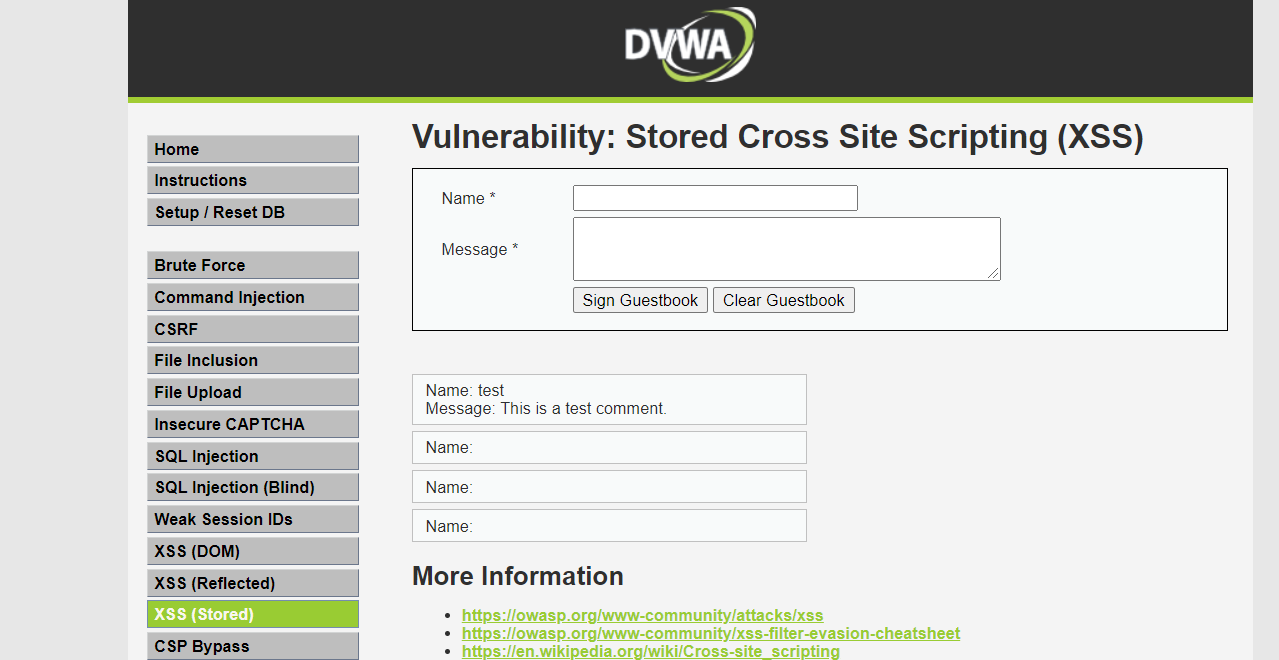 DVWA
Home
Instructions
Setup / Reset DB
Brute Force
Command Injection
CSRF
File Inclusion
File Upload
Insecure CAPTCHA
SQL Injection
SQL Injection (Blind)
Weak Session IDs
XSS (DOM)
XSS (Reflected)
XSS (Stored)
CSP Bypass
Vulnerability: Stored Cross Site Scripting (XSS)
Name *
Message *
Sign Guestbook Clear Guestbook
Name: test
Message: This is a test comment.
Name:
Name:
Name:
More Information
https://owasp.org/www-community/attacks/xss
https://owasp.org/www-community/xss-filter-evasion-cheatsheet
https://en.wikipedia.org/wiki/Cross-site_scripting